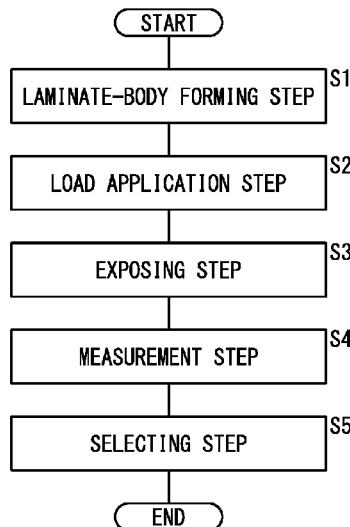 START
S1
LAMINATE-BODY FORMING STEP
S2
LOAD APPLICATION STEP
S3
EXPOSING STEP
S4
MEASUREMENT STEP
S5
SELECTING STEP
END